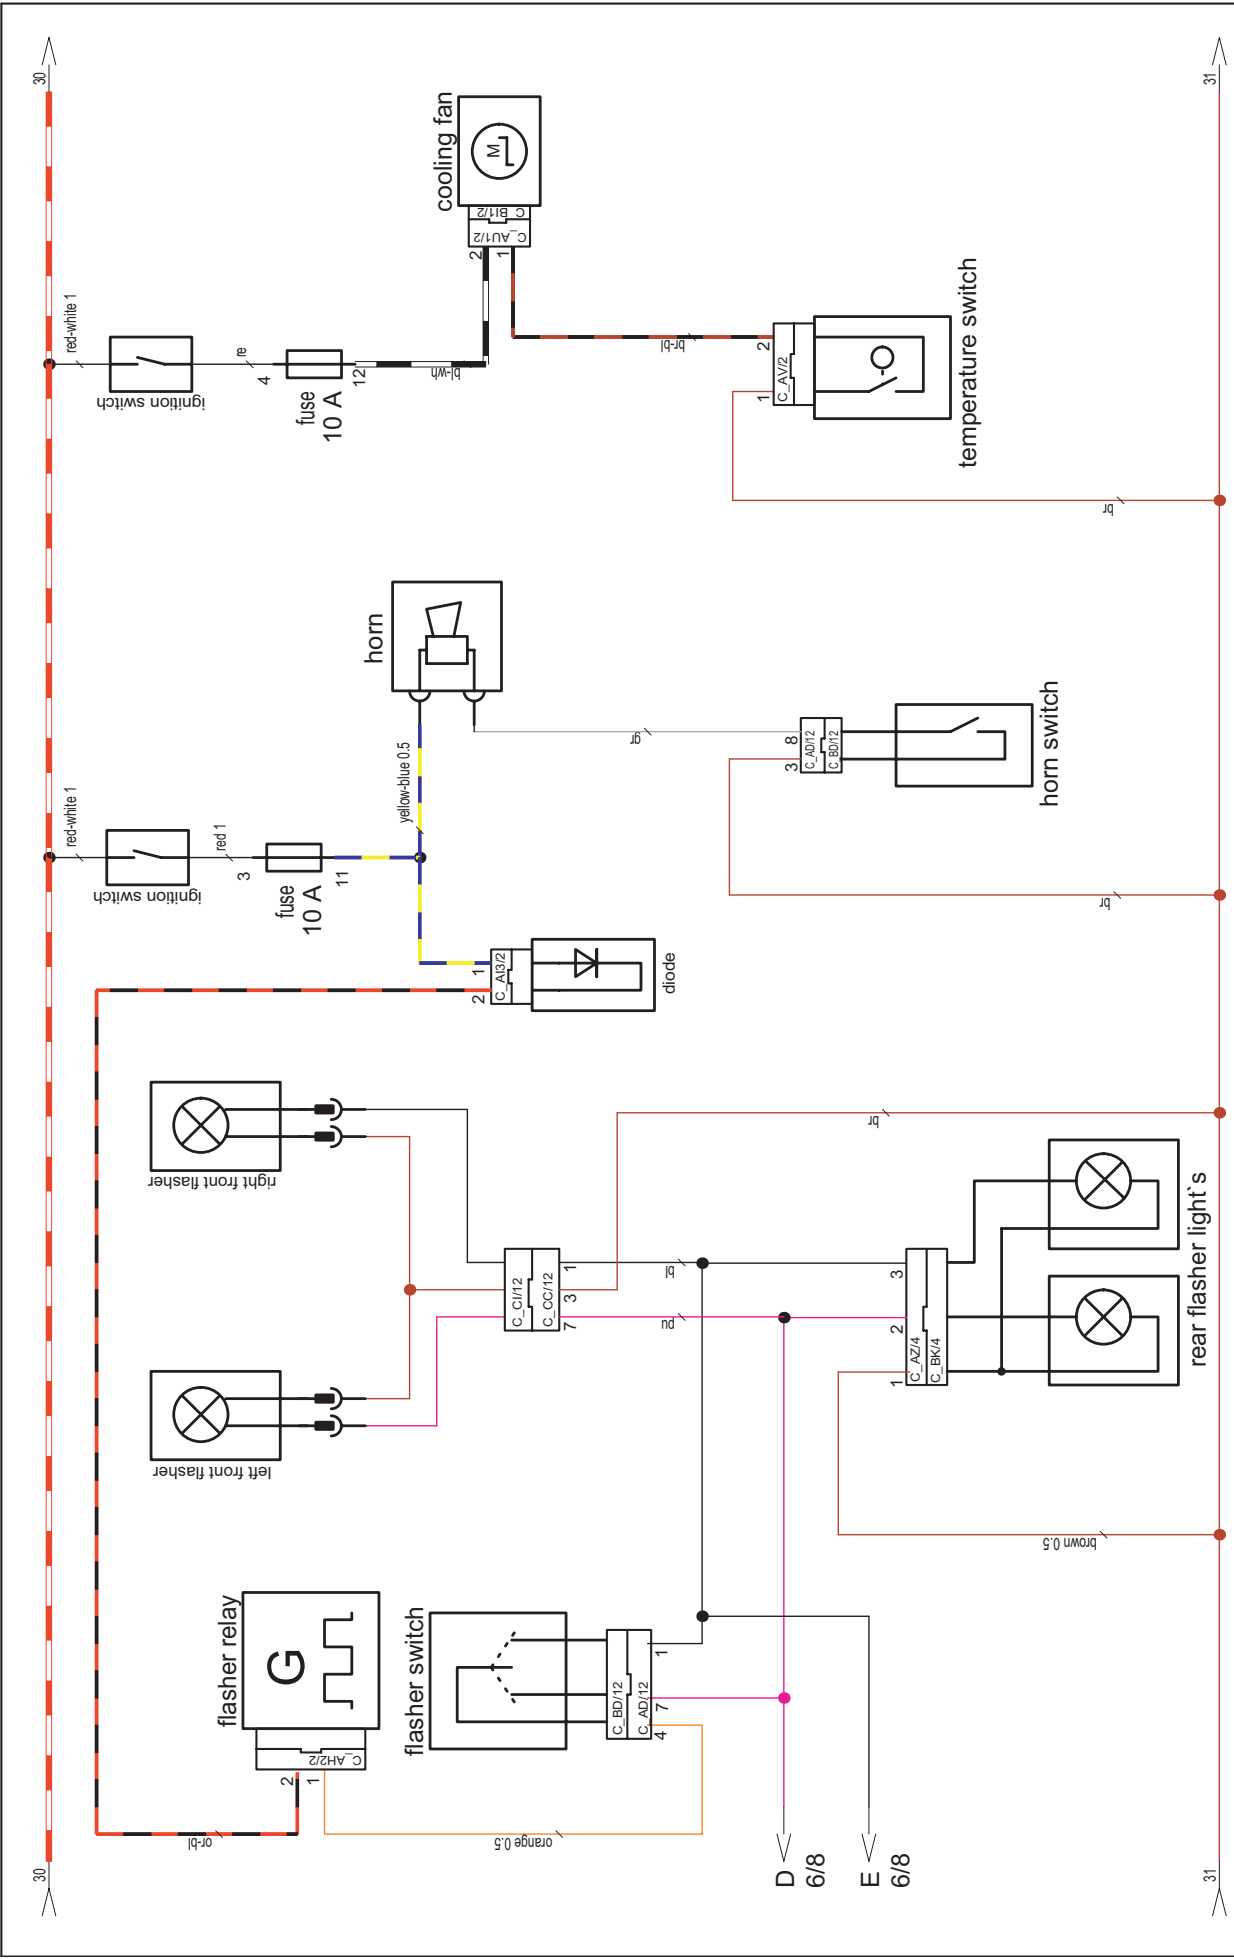 30
30
31
31
red-white 1
ignition switch
re
4
fuse
10 A
12
bl-wh
cooling fan
M
C_BI1/2
C_AU1/2
2
1
br-bl
2
1
C_AV/2
temperature switch
br
red-white 1
ignition switch
red 1
3
fuse
10 A
11
yellow-blue 0.5
horn
gr
8
3
C_AD/12
C_BD/12
horn switch
br
1
2
C_AI3/2
diode
right front flasher
left front flasher
C_CI/12
C_CC/12
1
3
7
bl
pu
br
3
2
1
C_AZ/4
C_BK/4
rear flasher light`s
brown 0.5
flasher relay
G
C_AH2/2
2
1
or-bl
orange 0.5
flasher switch
C_BD/12
C_AD/12
1
7
4
D
6/8
E
6/8